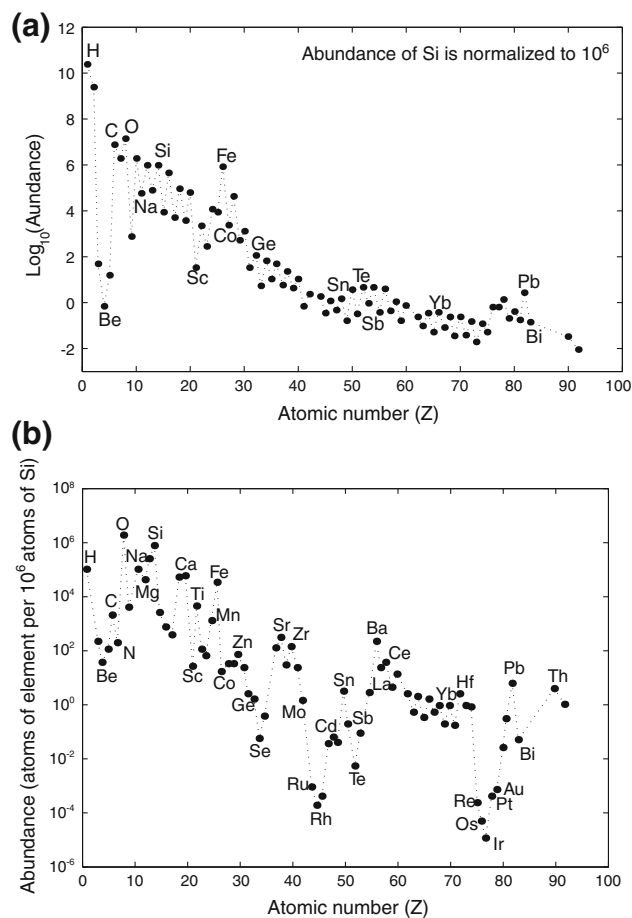 (a)
Abundance of Si is normalized to 10⁶
Log₁₀(Aundance)
12
10
8
6
4
2
0
-2
H
C
O
Si
Fe
Na
Co
Ge
Sc
Be
Sn
Te
Sb
Yb
Pb
Bi
0 10 20 30 40 50 60 70 80 90 100
Atomic number (Z)
(b)
Abundance (atoms of element per 10⁶ atoms of Si)
10⁸
10⁶
10⁴
10²
10⁰
10⁻²
10⁻⁴
10⁻⁶
H
O
Si
Na
Ca
Fe
Mg
Ti
C
Mn
N
Be
Sc
Co
Zn
Ge
Se
Sr
Zr
Mo
Ru
Rh
Cd
Sn
Sb
Te
Ba
Ce
La
Yb
Hf
Re
Os
Ir
Pt
Au
Pb
Bi
Th
0 10 20 30 40 50 60 70 80 90 100
Atomic number (Z)